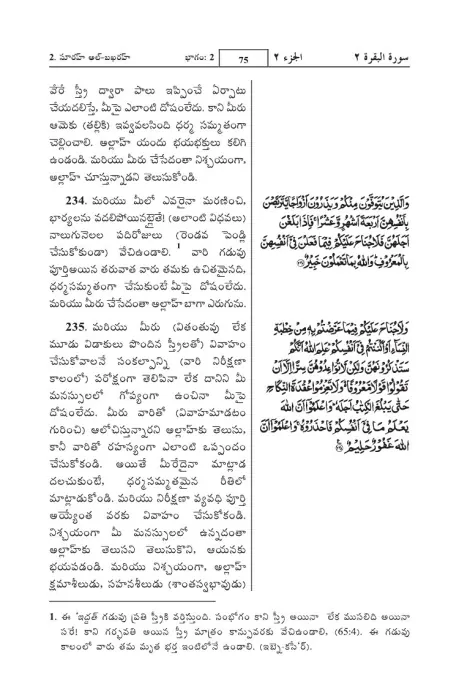 2. సూరహ్ అల్-బఖరహ్ భాగం: 2 75 الجزء ٢ سورة البقرة ٢
వేరే స్త్రీ ద్వారా పాలు ఇప్పించే ఏర్పాటు
చేయదలిస్తే, మీపై ఎలాంటి దోషంలేదు. కాని మీరు
ఆమెకు (తల్లికి) ఇవ్వవలసింది ధర్మ సమ్మతంగా
చెల్లించాలి. అల్లాహ్ యందు భయభక్తులు కలిగి
ఉండండి. మరియు మీరు చేసేదంతా నిశ్చయంగా,
అల్లాహ్ చూస్తున్నాడని తెలుసుకోండి.
234. మరియు మీలో ఎవరైనా మరణించి,
భార్యలను వదలిపోయినట్లైతే! (అలాంటి విధవలు)
నాలుగునెలల పదిరోజులు (రెండవ పెండ్లి
చేసుకోకుండా) వేచిఉండాలి. 1 వారి గడువు
పూర్తిఅయిన తరువాత వారు తమకు ఉచితమైనది,
ధర్మసమ్మతంగా చేసుకుంటే మీపై దోషంలేదు.
మరియు మీరు చేసేదంతా అల్లాహ్ బాగా ఎరుగును.
وَالَّذِينَ يُتَوَفَّوْنَ مِنكُمْ وَيَذَرُونَ أَزْوَاجًا يَتَرَبَّصْنَ
بِأَنفُسِهِنَّ أَرْبَعَةَ أَشْهُرٍ وَعَشْرًا ۖ فَإِذَا بَلَغْنَ
أَجَلَهُنَّ فَلَا جُنَاحَ عَلَيْكُمْ فِيمَا فَعَلْنَ فِي أَنفُسِهِنَّ
بِالْمَعْرُوفِ ۗ وَاللَّهُ بِمَا تَعْمَلُونَ خَبِيرٌ
235. మరియు మీరు (వితంతువు లేక
మూడు విడాకులు పొందిన స్త్రీలతో) వివాహం
చేసుకోవాలనే సంకల్పాన్ని (వారి నిరీక్షణా
కాలంలో) పరోక్షంగా తెలిపినా లేక దానిని మీ
మనస్సులలో గోప్యంగా ఉంచినా మీపై
దోషంలేదు. మీరు వారితో (వివాహమాడటం
గురించి) ఆలోచిస్తున్నారని అల్లాహ్‌కు తెలుసు,
కానీ వారితో రహస్యంగా ఎలాంటి ఒప్పందం
చేసుకోకండి. అయితే మీరేదైనా మాట్లాడ
దలచుకుంటే, ధర్మసమ్మతమైన రీతిలో
మాట్లాడుకోండి. మరియు నిరీక్షణా వ్యవధి పూర్తి
అయ్యేంత వరకు వివాహం చేసుకోకండి.
నిశ్చయంగా మీ మనస్సులలో ఉన్నదంతా
అల్లాహ్‌కు తెలుసని తెలుసుకొని, ఆయనకు
భయపడండి. మరియు నిశ్చయంగా, అల్లాహ్
క్షమాశీలుడు, సహనశీలుడు (శాంతస్వభావుడు)
وَلَا جُنَاحَ عَلَيْكُمْ فِيمَا عَرَّضْتُم بِهِ مِنْ خِطْبَةِ
النِّسَاءِ أَوْ أَكْنَنتُمْ فِي أَنفُسِكُمْ ۚ عَلِمَ اللَّهُ أَنَّكُمْ
سَتَذْكُرُونَهُنَّ وَلَٰكِن لَّا تُوَاعِدُوهُنَّ سِرًّا إِلَّا أَن
تَقُولُوا قَوْلًا مَّعْرُوفًا ۚ وَلَا تَعْزِمُوا عُقْدَةَ النِّكَاحِ
حَتَّىٰ يَبْلُغَ الْكِتَابُ أَجَلَهُ ۚ وَاعْلَمُوا أَنَّ اللَّهَ
يَعْلَمُ مَا فِي أَنفُسِكُمْ فَاحْذَرُوهُ ۚ وَاعْلَمُوا أَنَّ
اللَّهَ غَفُورٌ حَلِيمٌ
1. ఈ 'ఇద్దత్ గడువు ప్రతి స్త్రీకి వర్తిస్తుంది. సంభోగం కాని స్త్రీ అయినా లేక ముసలిది అయినా
సరే! కాని గర్భవతి అయిన స్త్రీ మాత్రం కాన్పువరకు వేచిఉండాలి, (65:4). ఈ గడువు
కాలంలో వారు తమ మృత భర్త ఇంటిలోనే ఉండాలి. (ఇబ్నె-కసీ'ర్).